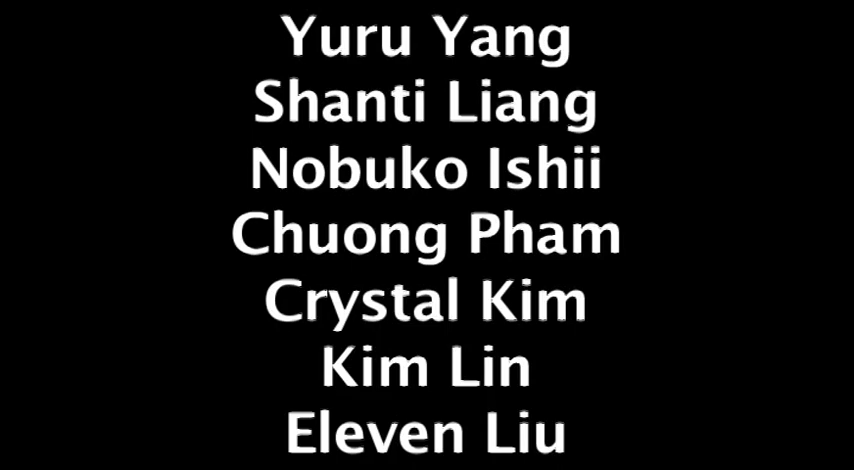 Yuru Yang
Shanti Liang
Nobuko Ishii
Chuong Pham
Crystal Kim
Kim Lin
Eleven Liu